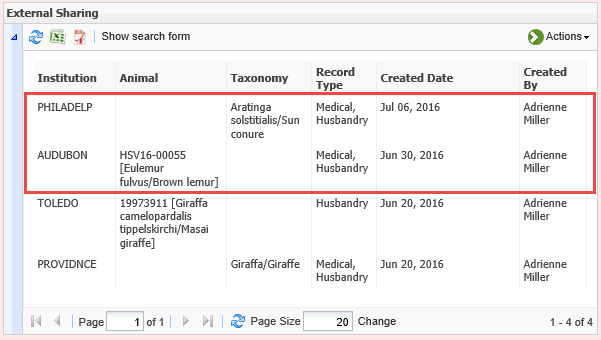 External Sharing
Show search form Actions
Institution Animal Taxonomy Record Type Created Date Created By
PHILADELP Aratinga solstitialis/Sun conure Medical, Husbandry Jul 06, 2016 Adrienne Miller
AUDUBON HSV16-00055 [Eulemur fulvus/Brown lemur] Medical, Husbandry Jun 30, 2016 Adrienne Miller
TOLEDO 19973911 [Giraffa camelopardalis tippelskirchi/Masai giraffe] Husbandry Jun 20, 2016 Adrienne Miller
PROVIDNCE Giraffa/Giraffe Medical, Husbandry Jun 20, 2016 Adrienne Miller
Page 1 of 1 Page Size 20 Change 1 - 4 of 4